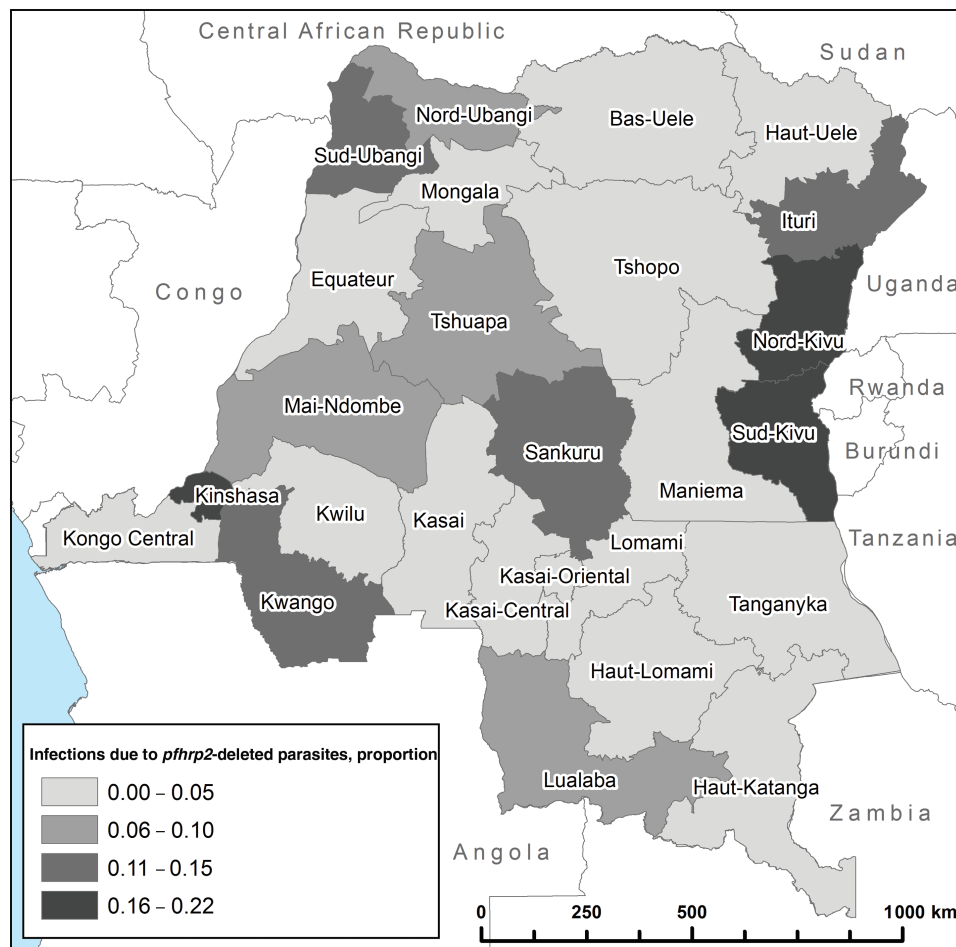 Central African Republic
Sudan
Nord-Ubangi
Bas-Uele
Haut-Uele
Sud-Ubangi
Mongala
Ituri
Tshopo
Equateur
Congo
Uganda
Tshuapa
Nord-Kivu
Rwanda
Mai-Ndombe
Sud-Kivu
Burundi
Sankuru
Kinshasa
Maniema
Kwilu
Kasai
Kongo Central
Lomami
Tanzania
Kasai-Oriental
Kwango
Kasai-Central
Tanganyika
Haut-Lomami
Lualaba
Haut-Katanga
Zambia
Angola
Infections due to pfhrp2-deleted parasites, proportion
0.00 – 0.05
0.06 – 0.10
0.11 – 0.15
0.16 – 0.22
0 250 500 1000 km